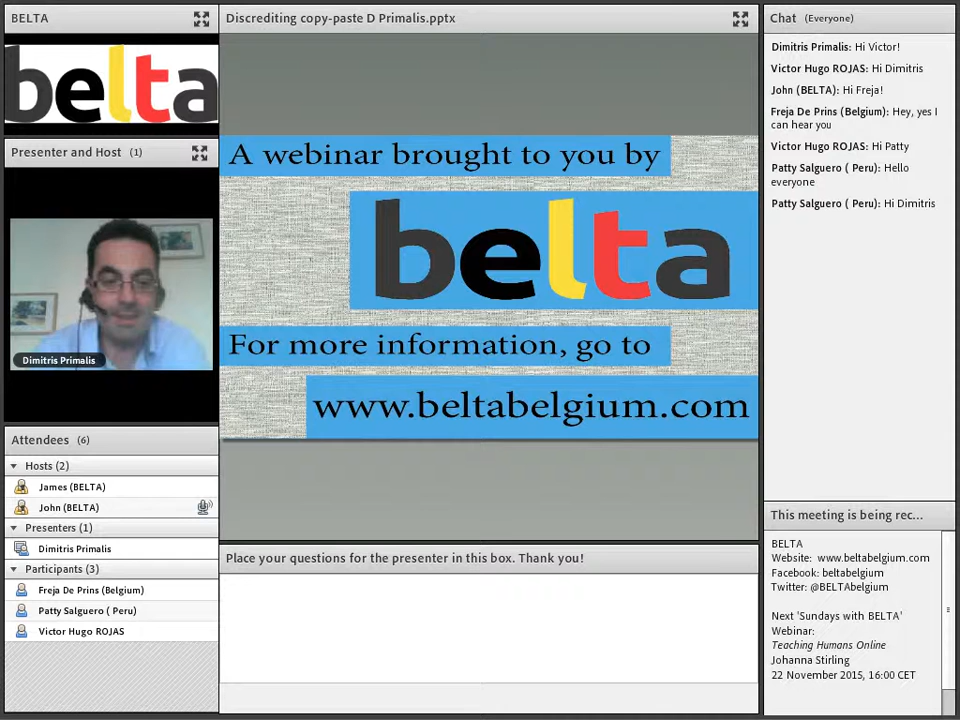 BELTA
belta
Presenter and Host (1)
Dimitris Primalis
Attendees (6)
Hosts (2)
James (BELTA)
John (BELTA)
Presenters (1)
Dimitris Primalis
Participants (3)
Freja De Prins (Belgium)
Patty Salguero ( Peru)
Victor Hugo ROJAS
Discrediting copy-paste D Primalis.pptx
A webinar brought to you by
belta
For more information, go to
www.beltabelgium.com
Place your questions for the presenter in this box. Thank you!
Chat (Everyone)
Dimitris Primalis: Hi Victor!
Victor Hugo ROJAS: Hi Dimitris
John (BELTA): Hi Freja!
Freja De Prins (Belgium): Hey, yes I
can hear you
Victor Hugo ROJAS: Hi Patty
Patty Salguero ( Peru): Hello
everyone
Patty Salguero ( Peru): Hi Dimitris
This meeting is being rec...
BELTA
Website: www.beltabelgium.com
Facebook: beltabelgium
Twitter: @BELTAbelgium
Next 'Sundays with BELTA'
Webinar:
Teaching Humans Online
Johanna Stirling
22 November 2015, 16:00 CET